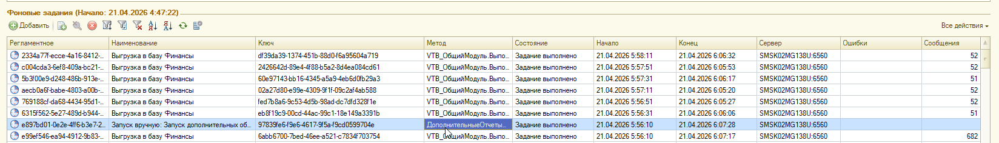 Фоновые задания (Начало: 21.04.2026 4:47:22)
Добавить Все действия
Регламентное Наименование Ключ Метод Состояние Начало Конец Сервер Ошибки Сообщения
2334a77f-ecce-4a16-8412-... Выгрузка в базу Финансы df39da39-1374-451b-88d0-f6a95604a719 VTB_ОбщийМодуль.Выпо... Задание выполнено 21.04.2026 5:58:11 21.04.2026 6:06:32 SMSK02MG138U:6560 52
c004cda3-6ef8-409a-bc21-... Выгрузка в базу Финансы 2426642d-89e4-4f88-b5a2-8d4ea084cd61 VTB_ОбщийМодуль.Выпо... Задание выполнено 21.04.2026 5:57:51 21.04.2026 6:05:53 SMSK02MG138U:6560 52
5b3f00e9-d248-486b-913e-... Выгрузка в базу Финансы 60e97143-bb16-4345-a5a9-4eb6d0fb29a3 VTB_ОбщийМодуль.Выпо... Задание выполнено 21.04.2026 5:57:31 21.04.2026 6:06:17 SMSK02MG138U:6560 51
aecb0a6f-babe-4803-a00b-... Выгрузка в базу Финансы 02a27d80-e99e-4309-9f1f-09c2af4ab588 VTB_ОбщийМодуль.Выпо... Задание выполнено 21.04.2026 5:57:11 21.04.2026 6:05:20 SMSK02MG138U:6560 52
769188cf-da68-4434-95d1-... Выгрузка в базу Финансы fed7b8a6-9c53-4d5b-98ad-dc7dfd328f1e VTB_ОбщийМодуль.Выпо... Задание выполнено 21.04.2026 5:56:51 21.04.2026 6:05:27 SMSK02MG138U:6560 52
6315f562-5e27-489d-b944-... Выгрузка в базу Финансы eb8f19c9-00cd-44ac-99c1-18e149a3391b VTB_ОбщийМодуль.Выпо... Задание выполнено 21.04.2026 5:56:31 21.04.2026 6:06:06 SMSK02MG138U:6560 51
e897bd01-0e2e-4ff6-b3e7-2... Запуск вручную: Запуск дополнительных об... 97839fe6-f9e6-4617-9f5a-f9cd0599704e ДополнительныеОтчеты... Задание выполнено 21.04.2026 5:56:10 21.04.2026 6:07:28 SMSK02MG138U:6560
e99ef546-ea94-4912-9b83-... Выгрузка в базу Финансы 6abb6700-7bed-46ee-a521-c7834f703754 VTB_ОбщийМодуль.Выпо... Задание выполнено 21.04.2026 5:56:10 21.04.2026 6:07:17 SMSK02MG138U:6560 682